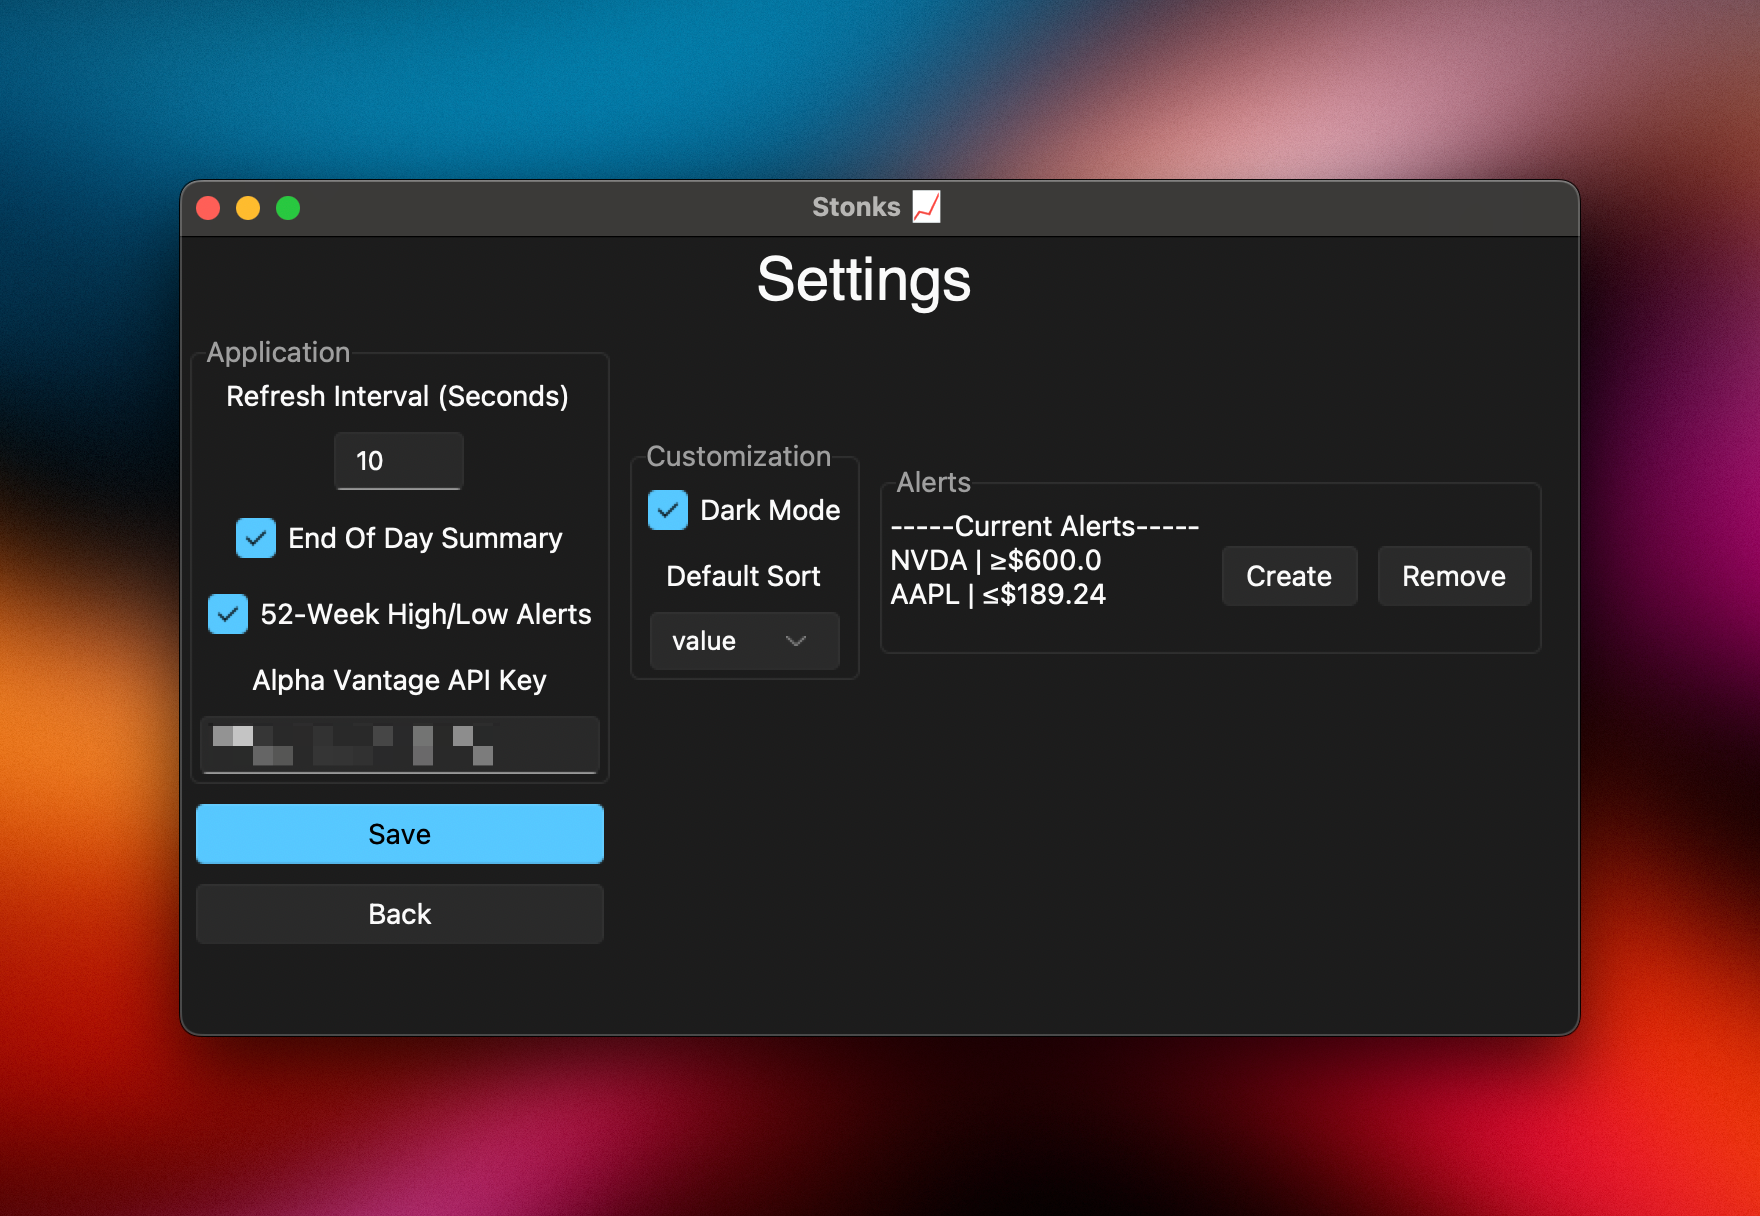 Stonks 📈
Settings
Application
Refresh Interval (Seconds)
10
End Of Day Summary
52-Week High/Low Alerts
Alpha Vantage API Key
Save
Back
Customization
Dark Mode
Default Sort
value
Alerts
-----Current Alerts-----
NVDA | ≥$600.0
AAPL | ≤$189.24
Create
Remove